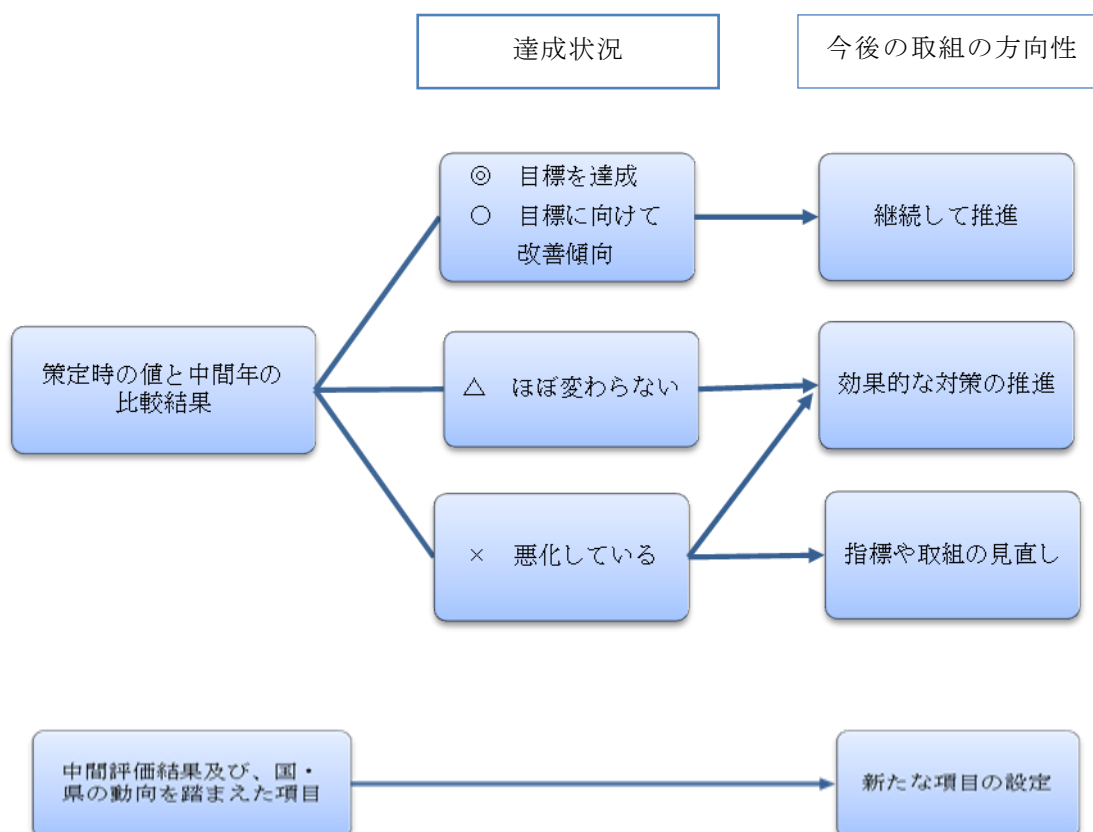 達成状況
今後の取組の方向性
◎ 目標を達成
○ 目標に向けて
改善傾向
継続して推進
策定時の値と中間年の
比較結果
△ ほぼ変わらない
効果的な対策の推進
× 悪化している
指標や取組の見直し
中間評価結果及び、国・
県の動向を踏まえた項目
新たな項目の設定